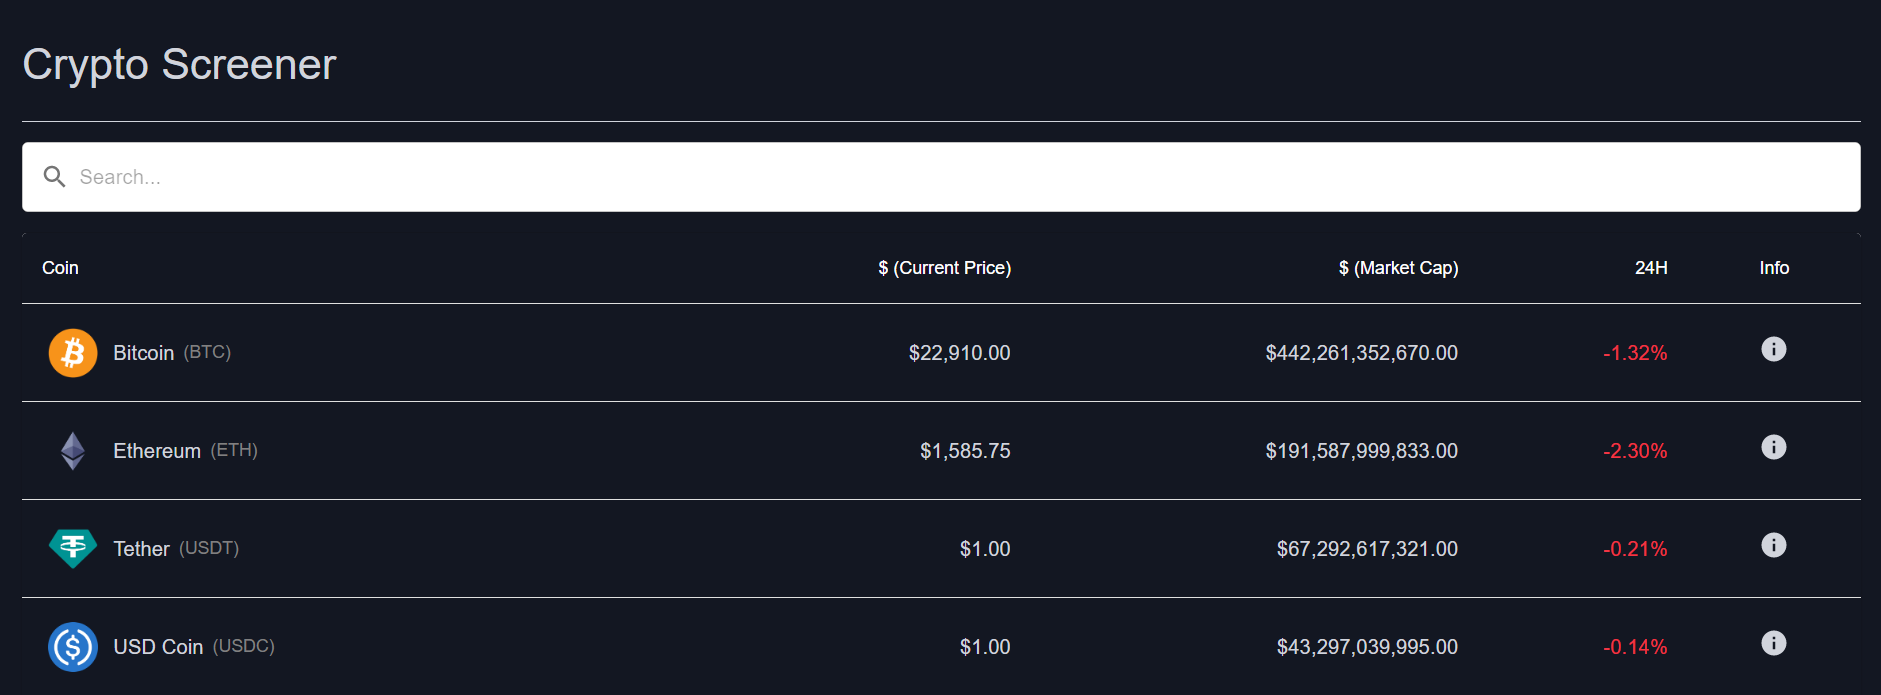 Crypto Screener
Search...
Coin $ (Current Price) $ (Market Cap) 24H Info
Bitcoin (BTC) $22,910.00 $442,261,352,670.00 -1.32%
Ethereum (ETH) $1,585.75 $191,587,999,833.00 -2.30%
Tether (USDT) $1.00 $67,292,617,321.00 -0.21%
USD Coin (USDC) $1.00 $43,297,039,995.00 -0.14%